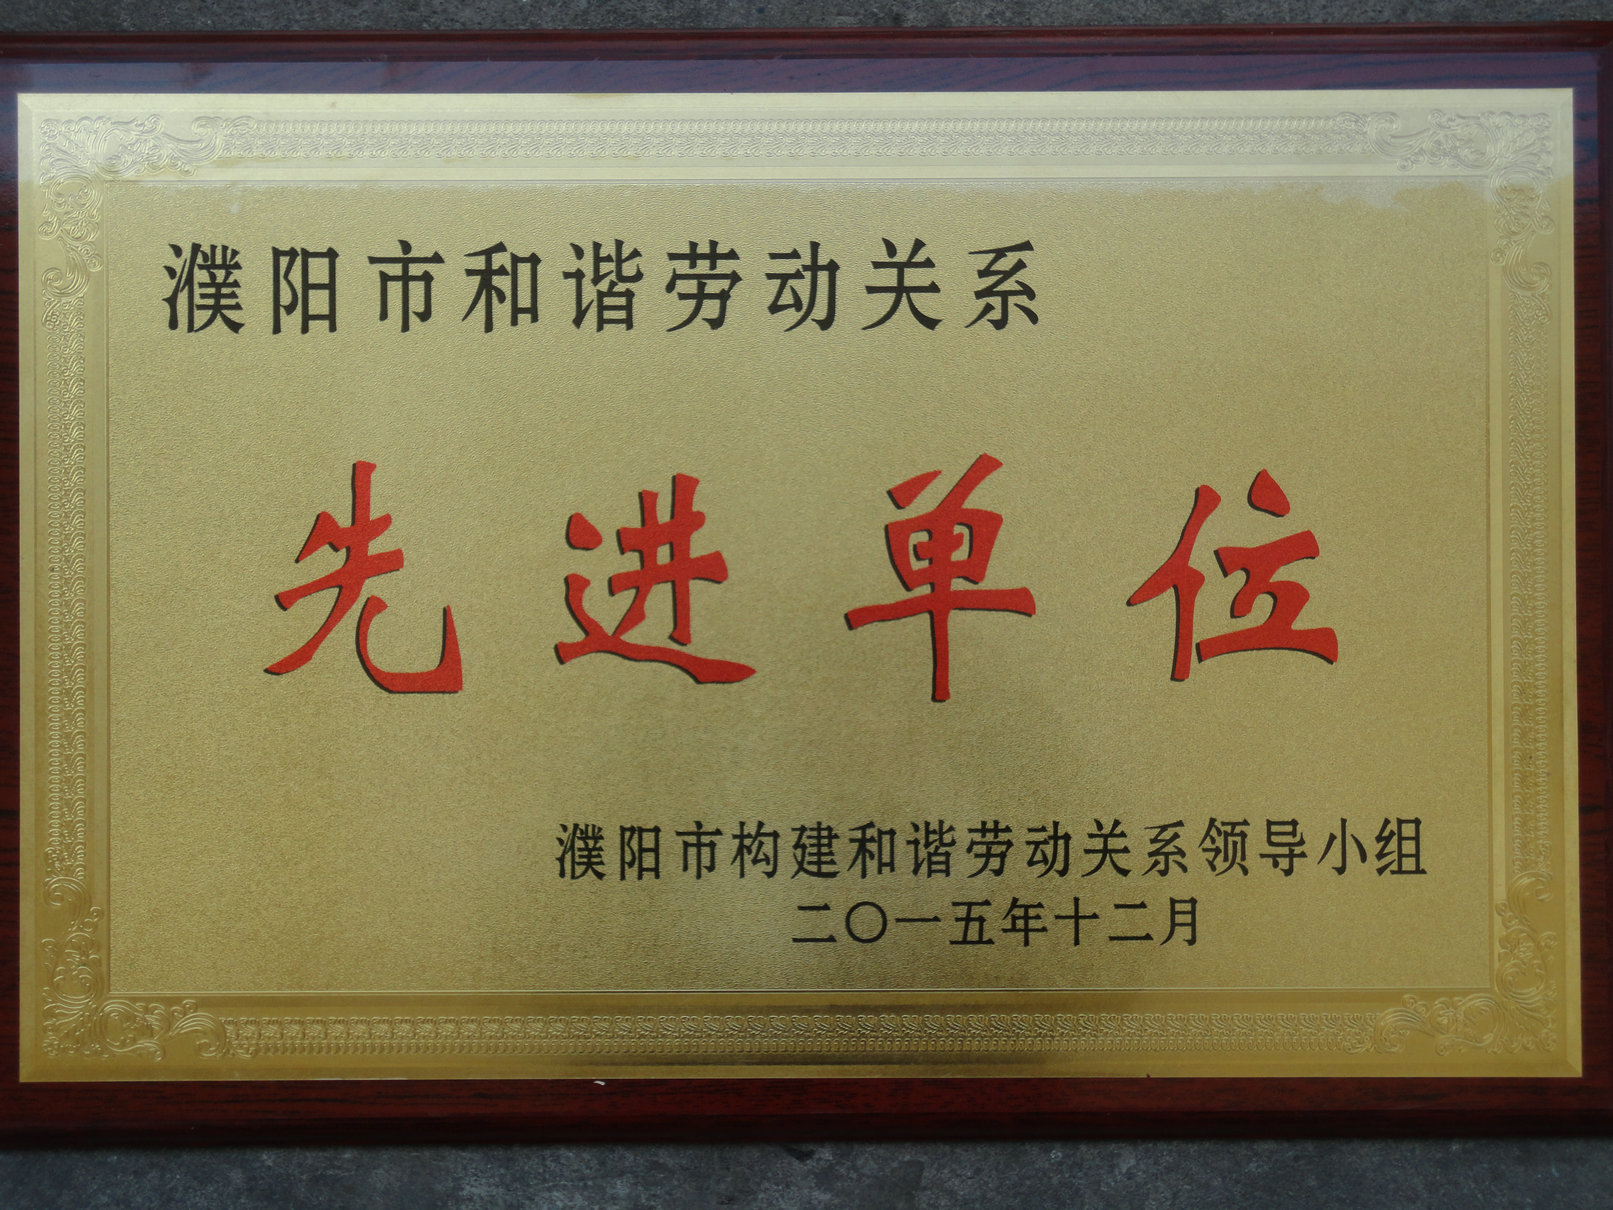 濮阳市和谐劳动关系
先进单位
濮阳市构建和谐劳动关系领导小组
二〇一五年十二月